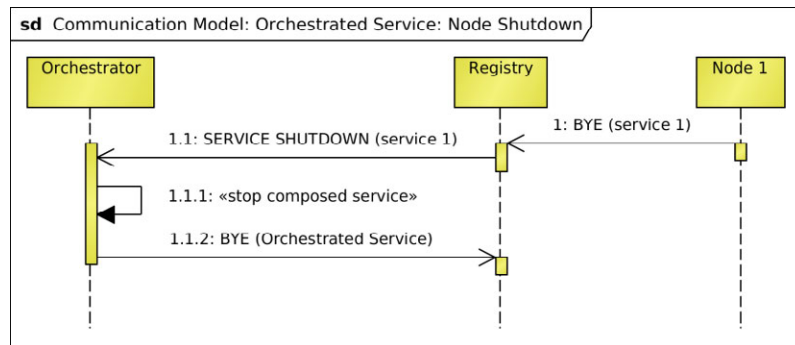 sd Communication Model: Orchestrated Service: Node Shutdown
Orchestrator
Registry
Node 1
1: BYE (service 1)
1.1: SERVICE SHUTDOWN (service 1)
1.1.1: «stop composed service»
1.1.2: BYE (Orchestrated Service)